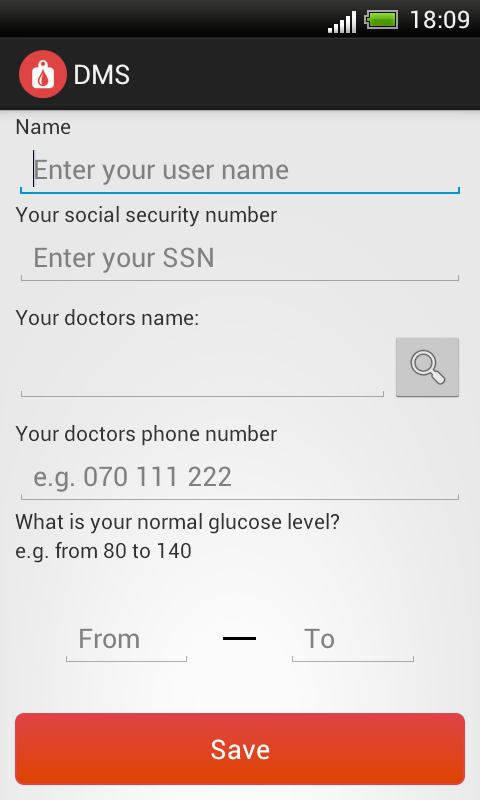 18:09
DMS
Name
Enter your user name
Your social security number
Enter your SSN
Your doctors name:
Your doctors phone number
e.g. 070 111 222
What is your normal glucose level?
e.g. from 80 to 140
From — To
Save